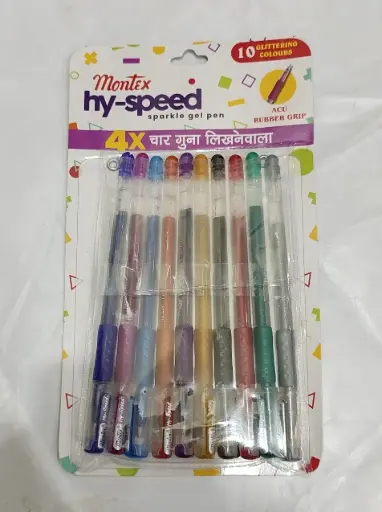 Montex
hy-speed
sparkle gel pen
10 GLITTERING
COLOURS
ACU
RUBBER GRIP
4X चार गुना लिखनेवाला